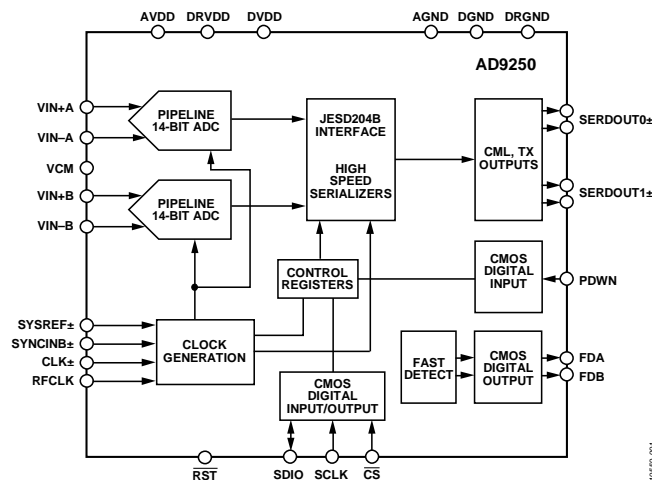 AVDD DRVDD DVDD AGND DGND DRGND
AD9250
VIN+A
VIN–A
VCM
VIN+B
VIN–B
PIPELINE
14-BIT ADC
PIPELINE
14-BIT ADC
JESD204B
INTERFACE
HIGH
SPEED
SERIALIZERS
CML, TX
OUTPUTS
SERDOUT0±
SERDOUT1±
CONTROL
REGISTERS
CMOS
DIGITAL
INPUT
PDWN
SYSREF±
SYNCINB±
CLK±
RFCLK
CLOCK
GENERATION
FAST
DETECT
CMOS
DIGITAL
OUTPUT
FDA
FDB
CMOS
DIGITAL
INPUT/OUTPUT
RST SDIO SCLK CS